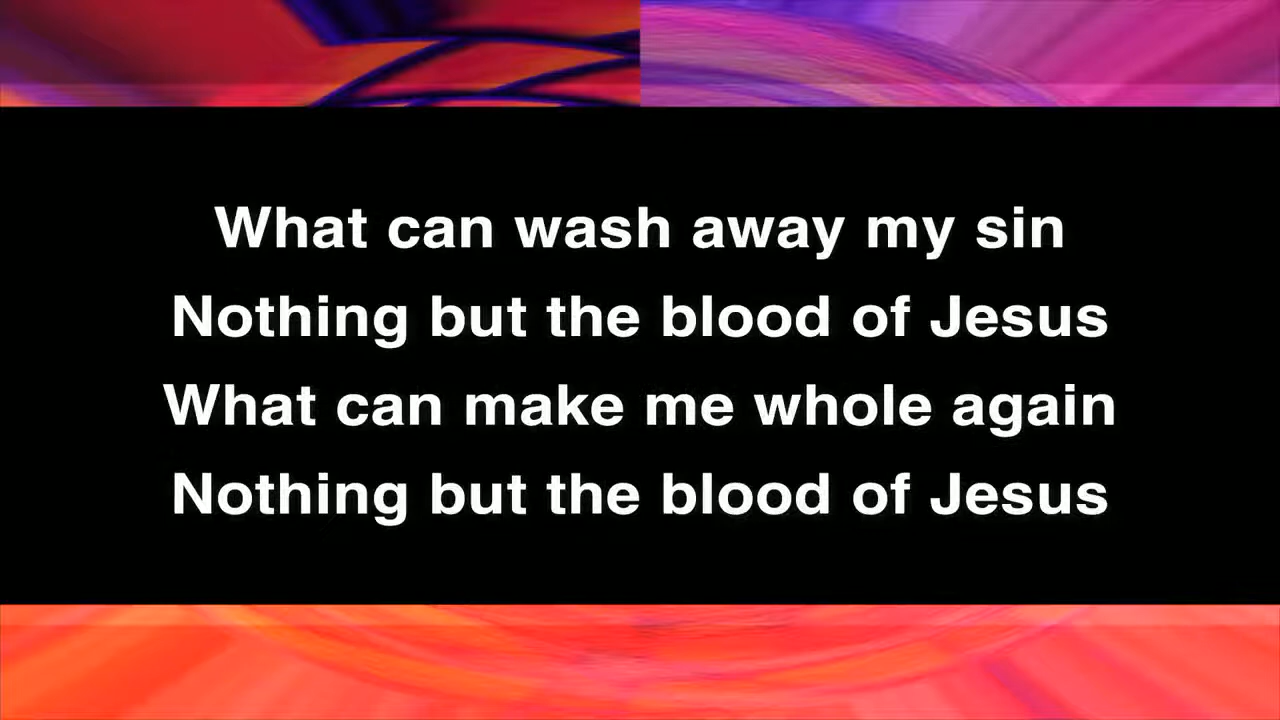 What can wash away my sin
Nothing but the blood of Jesus
What can make me whole again
Nothing but the blood of Jesus